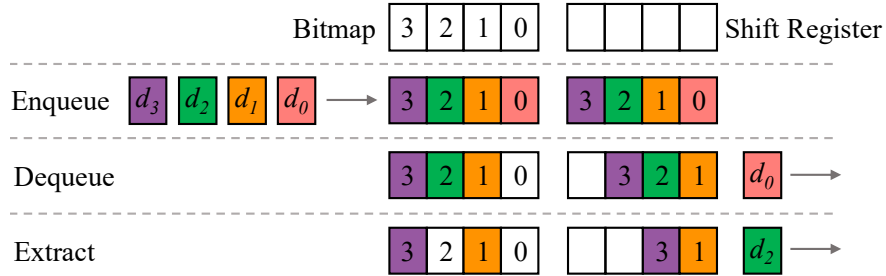 Bitmap 3 2 1 0 Shift Register
Enqueue d3 d2 d1 d0 3 2 1 0 3 2 1 0
Dequeue 3 2 1 0 3 2 1 d0
Extract 3 2 1 0 3 1 d2